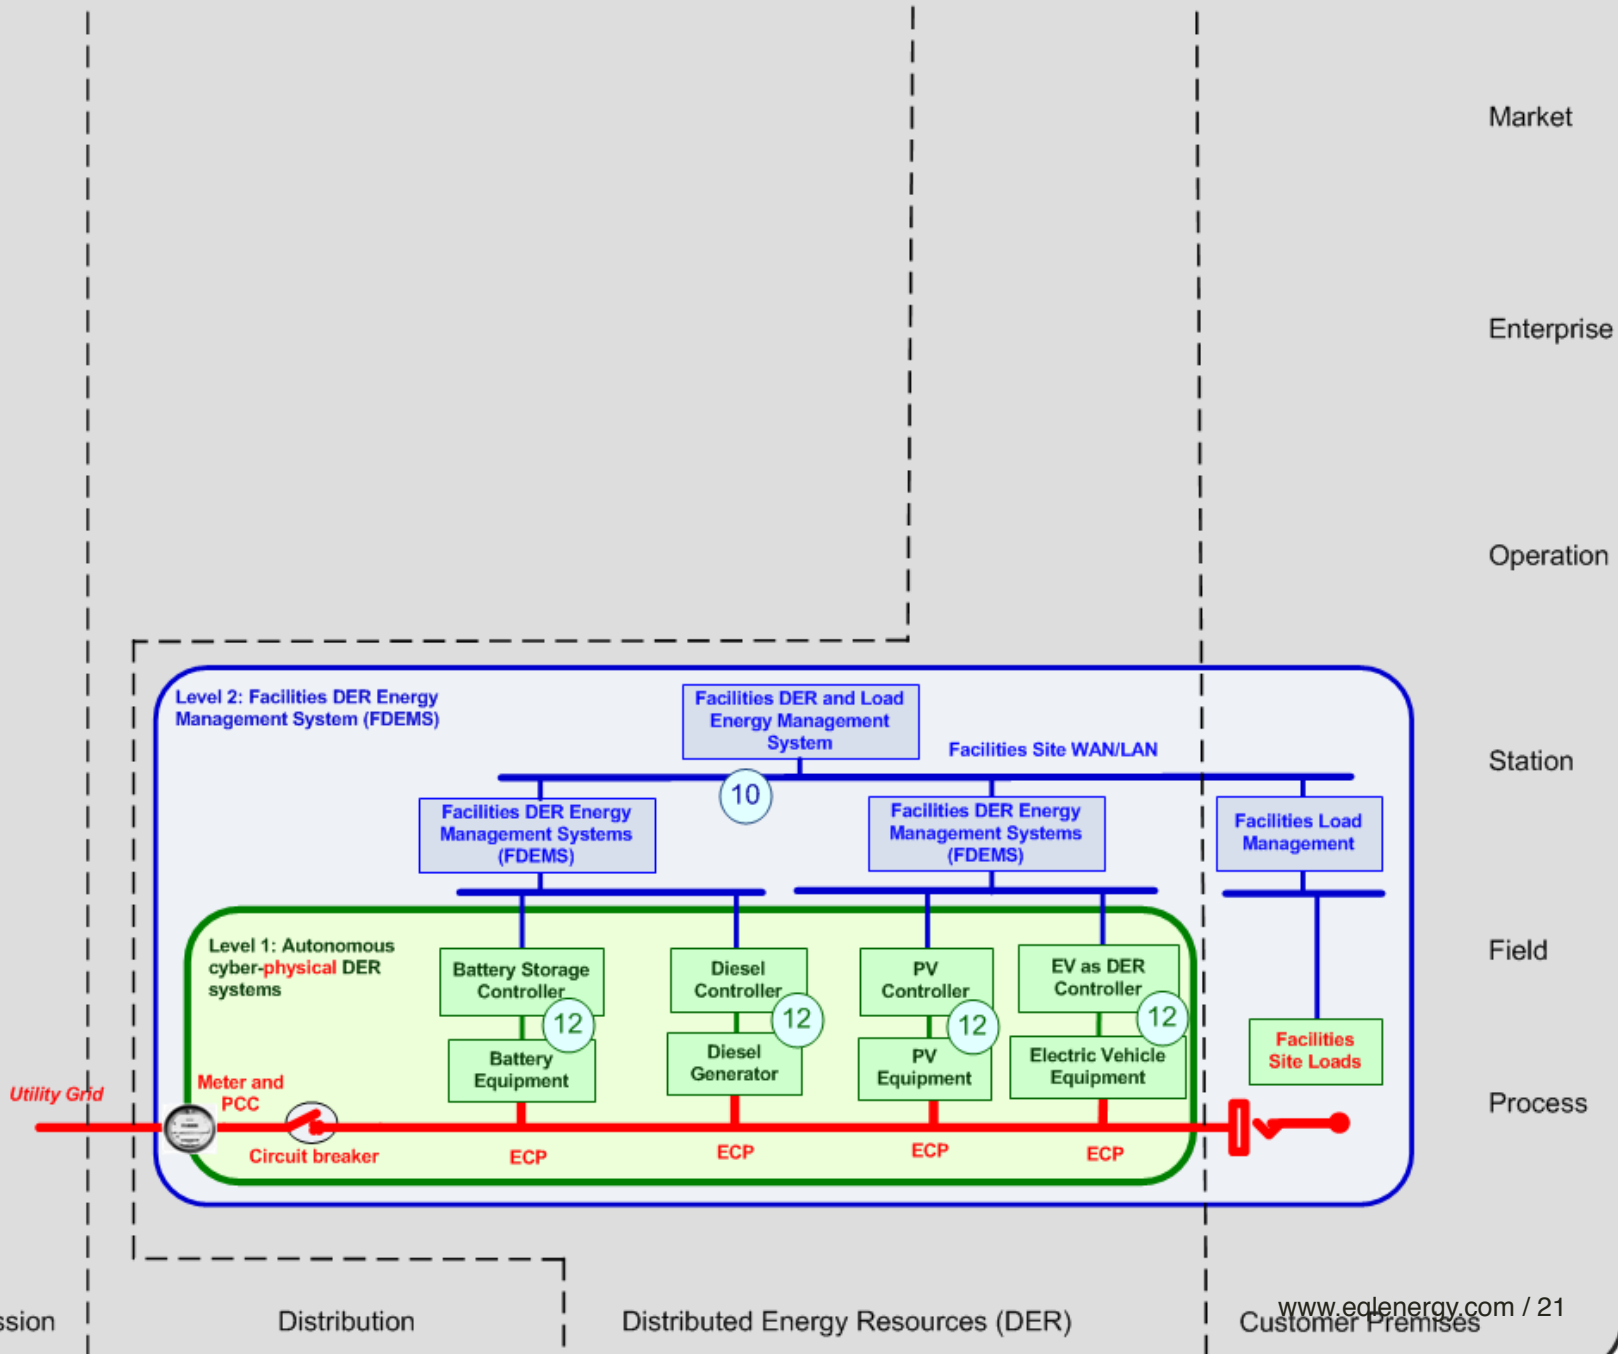 Market
Enterprise
Operation
Level 2: Facilities DER Energy
Management System (FDEMS)
Facilities DER and Load
Energy Management
System
Facilities Site WAN/LAN
Station
10
Facilities DER Energy
Management Systems
(FDEMS)
Facilities DER Energy
Management Systems
(FDEMS)
Facilities Load
Management
Level 1: Autonomous
cyber-physical DER
systems
Battery Storage
Controller
12
Diesel
Controller
12
PV
Controller
12
EV as DER
Controller
12
Field
Battery
Equipment
Diesel
Generator
PV
Equipment
Electric Vehicle
Equipment
Facilities
Site Loads
Utility Grid
Meter and
PCC
Process
Circuit breaker
ECP
ECP
ECP
ECP
ssion
Distribution
Distributed Energy Resources (DER)
Customer Premises
www.eqlenergy.com / 21